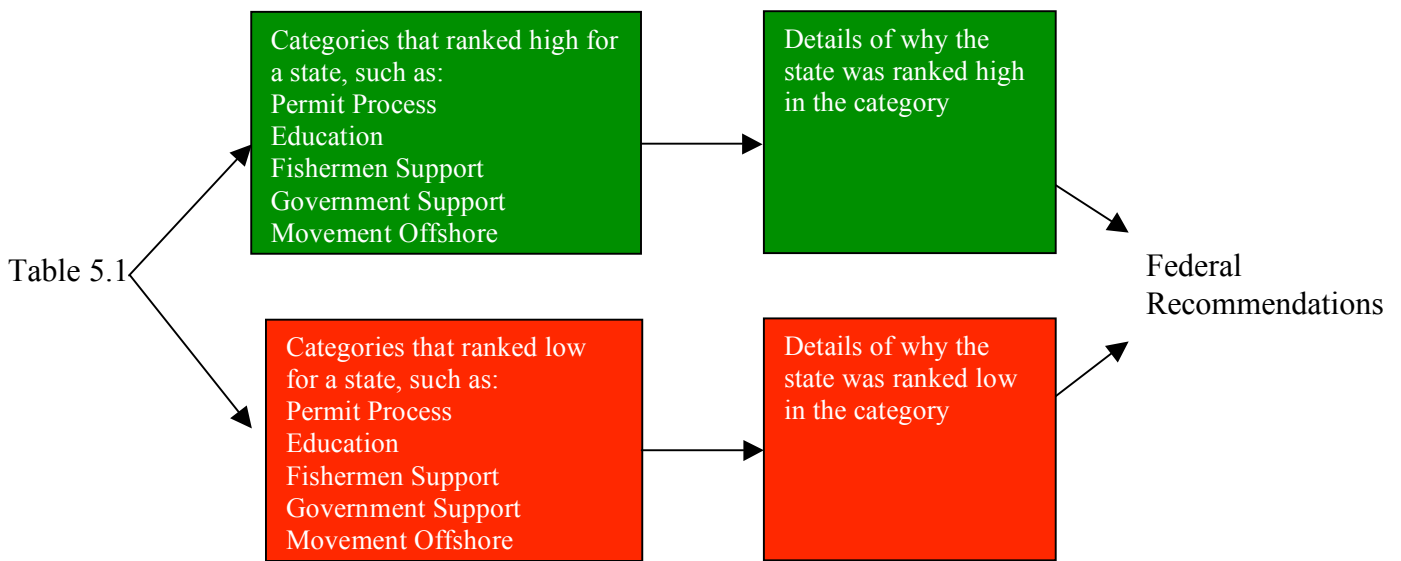 Table 5.1
Categories that ranked high for
a state, such as:
Permit Process
Education
Fishermen Support
Government Support
Movement Offshore
Details of why the
state was ranked high
in the category
Categories that ranked low
for a state, such as:
Permit Process
Education
Fishermen Support
Government Support
Movement Offshore
Details of why the
state was ranked low
in the category
Federal
Recommendations